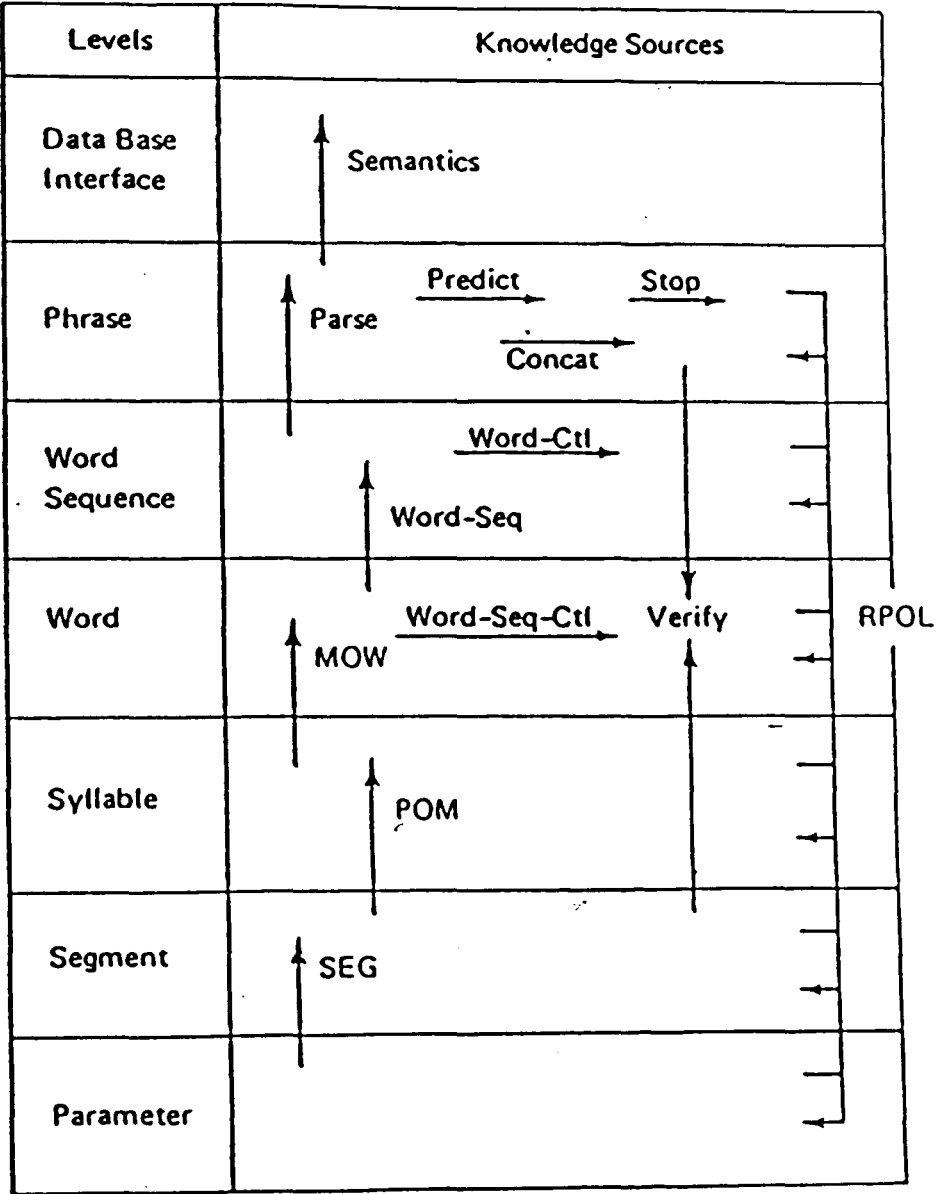 Levels
Knowledge Sources
Data Base
Interface
Semantics
Phrase
Parse
Predict
Stop
Concat
Word
Sequence
Word-Ctl
Word-Seq
Word
MOW
Word-Seq-Ctl
Verify
RPOL
Syllable
POM
Segment
SEG
Parameter